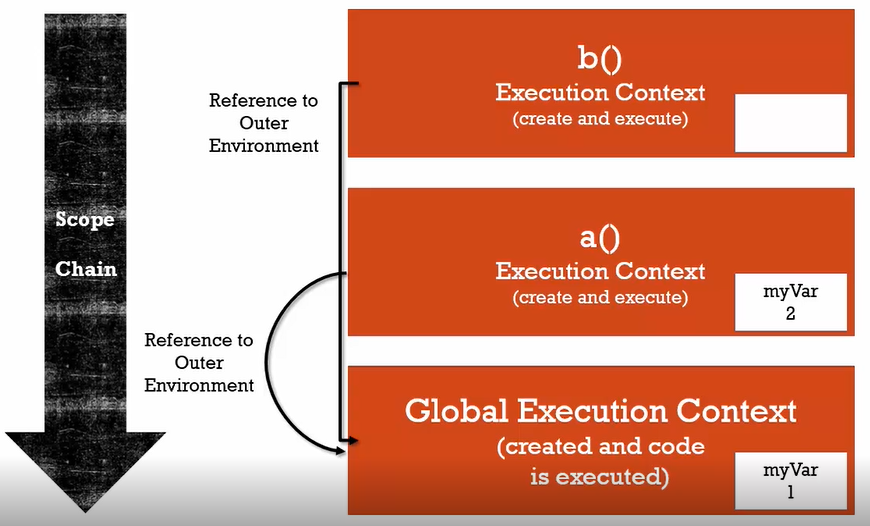 Scope
Chain
Reference to
Outer
Environment
Reference to
Outer
Environment
b()
Execution Context
(create and execute)
a()
Execution Context
(create and execute)
myVar
2
Global Execution Context
(created and code
is executed)
myVar
1